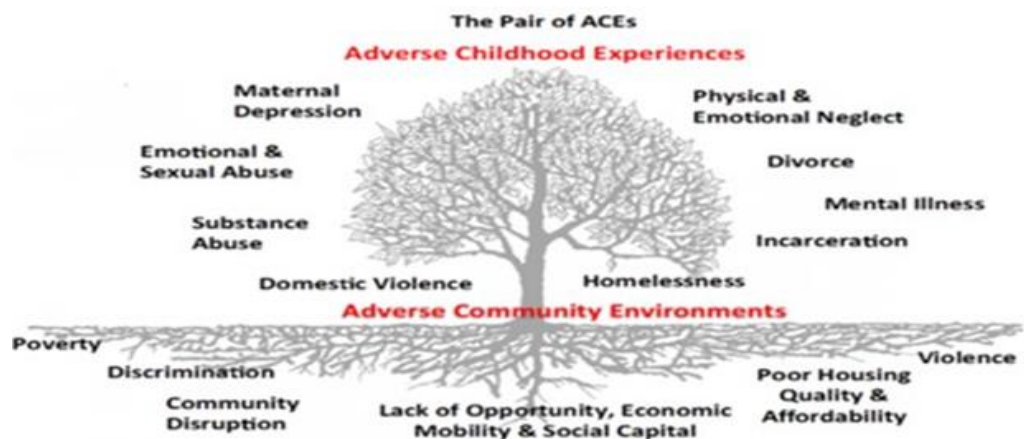 The Pair of ACEs
Adverse Childhood Experiences
Maternal
Depression
Physical &
Emotional Neglect
Emotional &
Sexual Abuse
Divorce
Mental Illness
Substance
Abuse
Incarceration
Domestic Violence
Homelessness
Adverse Community Environments
Poverty
Violence
Discrimination
Poor Housing
Quality &
Affordability
Community
Disruption
Lack of Opportunity, Economic
Mobility & Social Capital